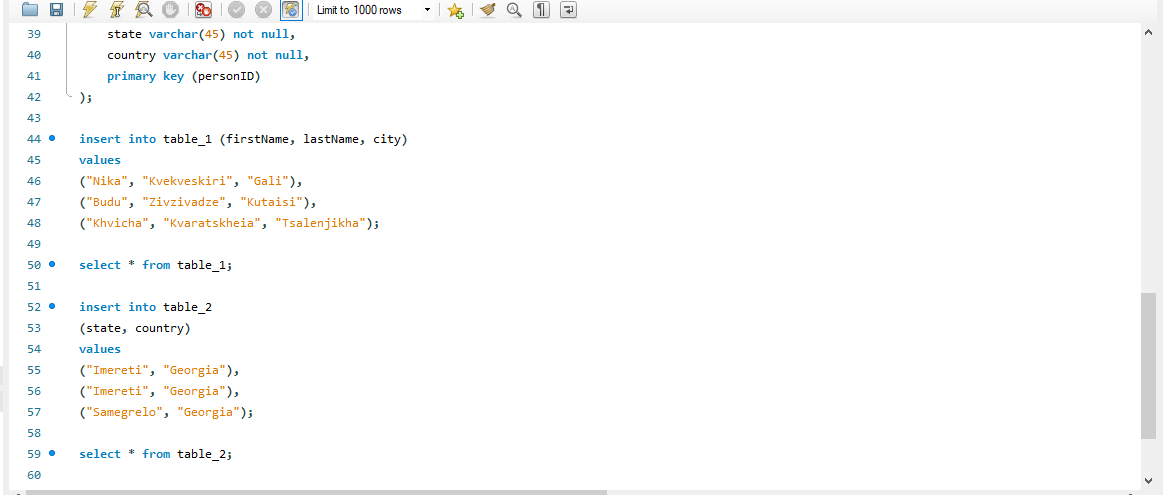 Limit to 1000 rows
39 state varchar(45) not null,
40 country varchar(45) not null,
41 primary key (personID)
42 );
43
44 insert into table_1 (firstName, lastName, city)
45 values
46 ("Nika", "Kvekveskiri", "Gali"),
47 ("Budu", "Zivzivadze", "Kutaisi"),
48 ("Khvicha", "Kvaratskheia", "Tsalenjikha");
49
50 select * from table_1;
51
52 insert into table_2
53 (state, country)
54 values
55 ("Imereti", "Georgia"),
56 ("Imereti", "Georgia"),
57 ("Samegrelo", "Georgia");
58
59 select * from table_2;
60